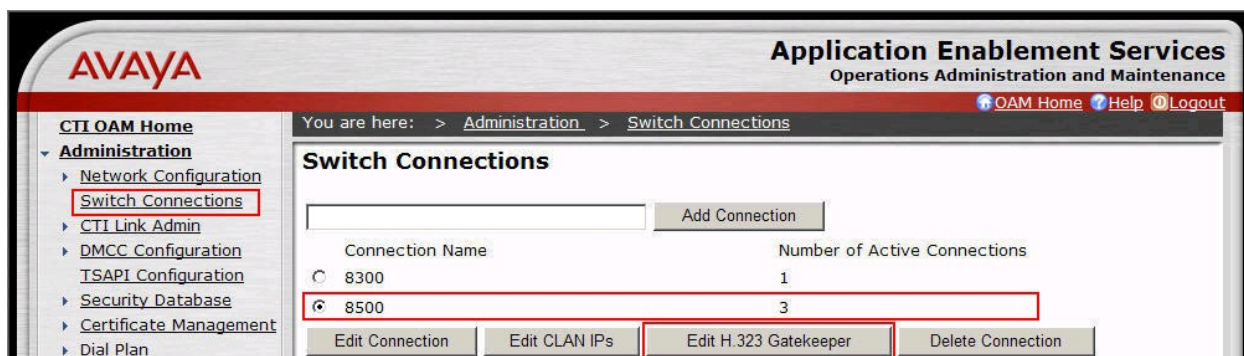 AVAYA
Application Enablement Services
Operations Administration and Maintenance
OAM Home Help Logout
CTI OAM Home
You are here: > Administration > Switch Connections
Administration
Network Configuration
Switch Connections
CTI Link Admin
DMCC Configuration
TSAPI Configuration
Security Database
Certificate Management
Dial Plan
Switch Connections
Add Connection
Connection Name Number of Active Connections
8300 1
8500 3
Edit Connection Edit CLAN IPs Edit H.323 Gatekeeper Delete Connection